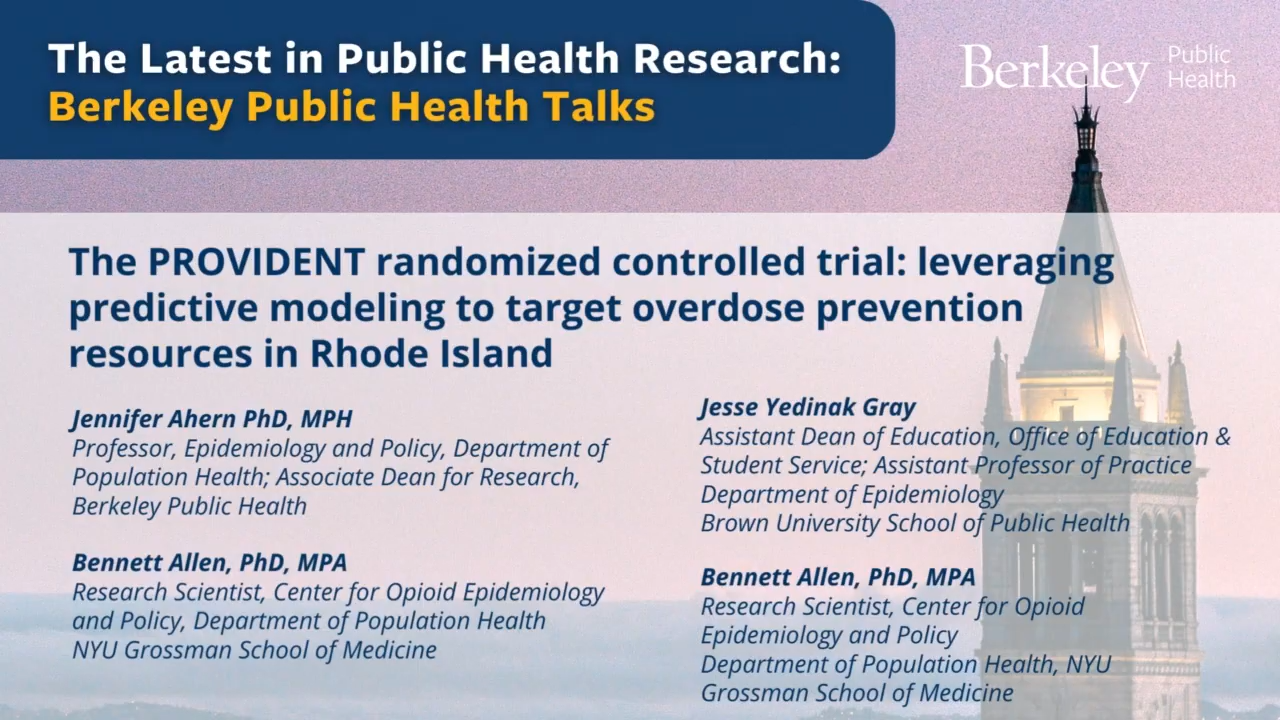 The Latest in Public Health Research:
Berkeley Public Health Talks
Berkeley
Public
Health
The PROVIDENT randomized controlled trial: leveraging
predictive modeling to target overdose prevention
resources in Rhode Island
Jennifer Ahern PhD, MPH
Professor, Epidemiology and Policy, Department of
Population Health; Associate Dean for Research,
Berkeley Public Health
Bennett Allen, PhD, MPA
Research Scientist, Center for Opioid Epidemiology
and Policy, Department of Population Health
NYU Grossman School of Medicine
Jesse Yedinak Gray
Assistant Dean of Education, Office of Education &
Student Service; Assistant Professor of Practice
Department of Epidemiology
Brown University School of Public Health
Bennett Allen, PhD, MPA
Research Scientist, Center for Opioid
Epidemiology and Policy
Department of Population Health, NYU
Grossman School of Medicine